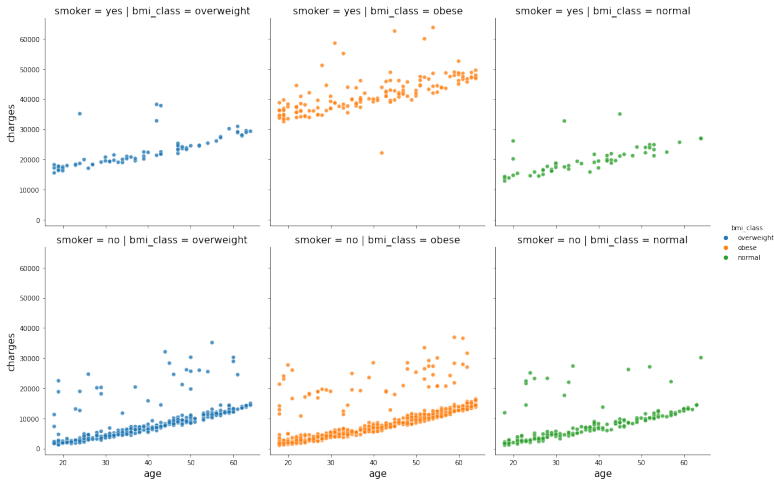 smoker = yes | bmi_class = overweight
smoker = yes | bmi_class = obese
smoker = yes | bmi_class = normal
60000
50000
40000
30000
20000
10000
0
charges
smoker = no | bmi_class = overweight
smoker = no | bmi_class = obese
smoker = no | bmi_class = normal
60000
50000
40000
30000
20000
10000
0
charges
20 30 40 50 60
20 30 40 50 60
20 30 40 50 60
age
age
age
bmi_class
overweight
obese
normal